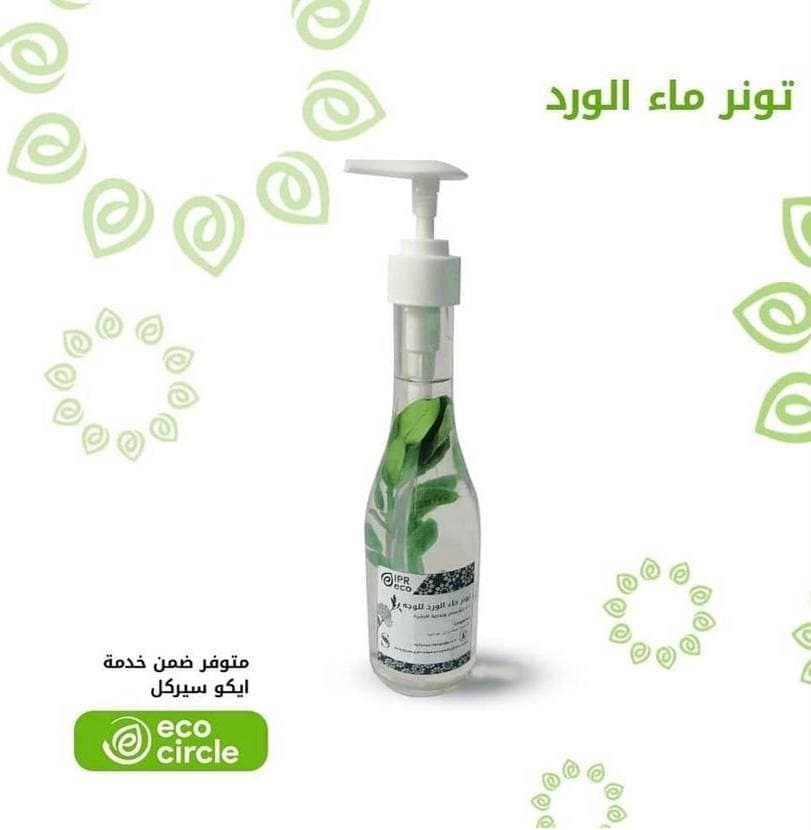 تونر ماء الورد
IPR
eco
تونر ماء الورد للوجه
متوفر ضمن خدمة
ايكو سيركل
eco
circle